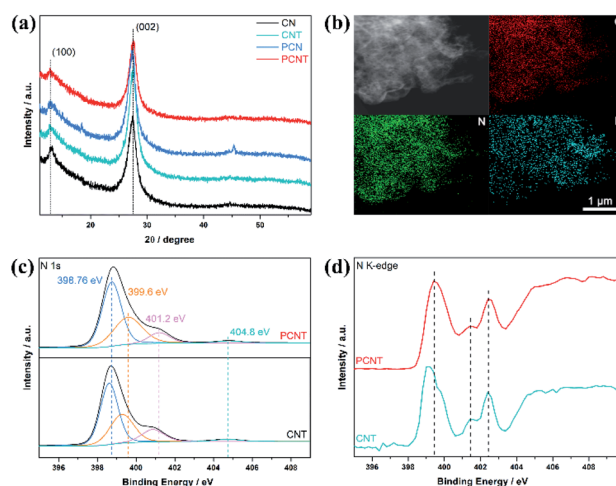 (a)
(002)
(100)
CN
CNT
PCN
PCNT
Intensity / a.u.
20
30
40
50
2θ / degree
(b)
N
1 μm
(c)
N 1s
398.76 eV
399.6 eV
401.2 eV
404.8 eV
PCNT
CNT
Intensity / a.u.
396
398
400
402
404
406
408
Binding Energy / eV
(d)
N K-edge
PCNT
CNT
Intensity / a.u.
395
396
398
400
402
404
406
408
Binding Energy / eV